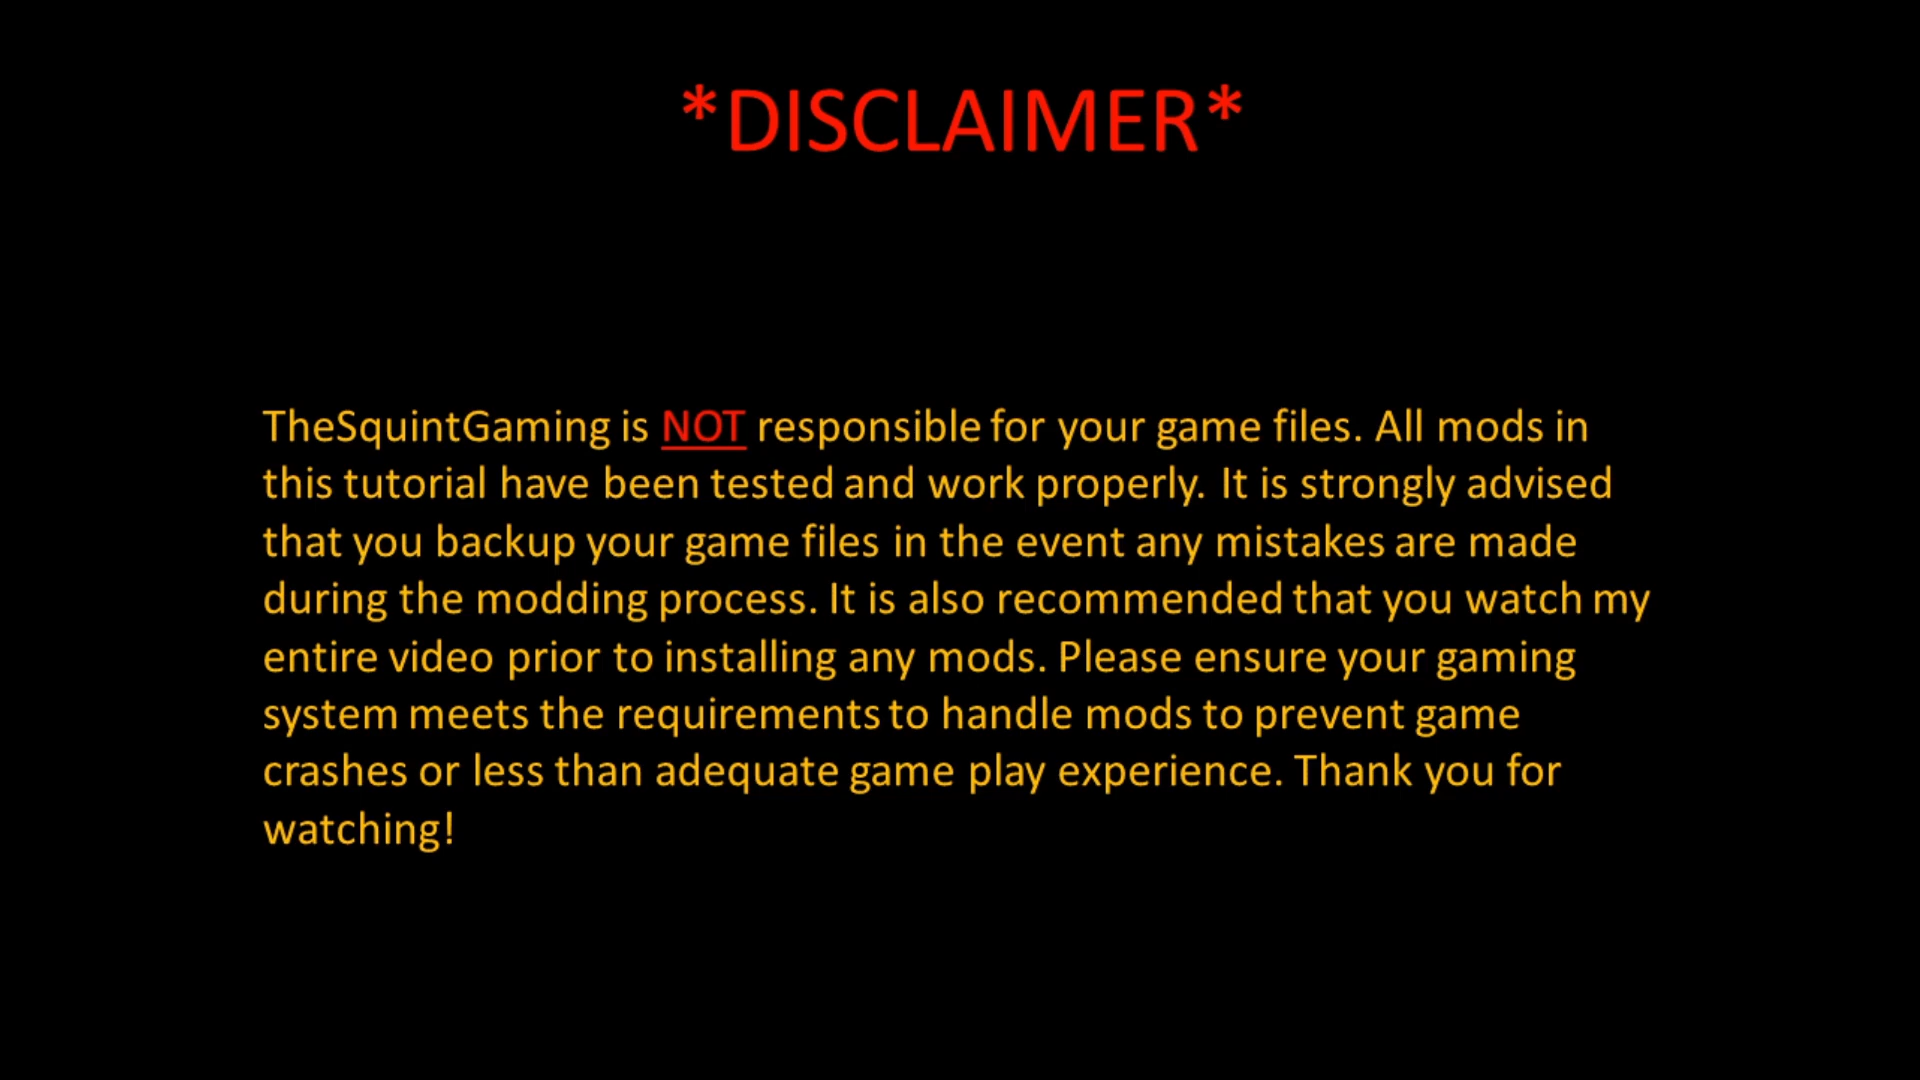 *DISCLAIMER*
TheSquintGaming is NOT responsible for your game files. All mods in
this tutorial have been tested and work properly. It is strongly advised
that you backup your game files in the event any mistakes are made
during the modding process. It is also recommended that you watch my
entire video prior to installing any mods. Please ensure your gaming
system meets the requirements to handle mods to prevent game
crashes or less than adequate game play experience. Thank you for
watching!